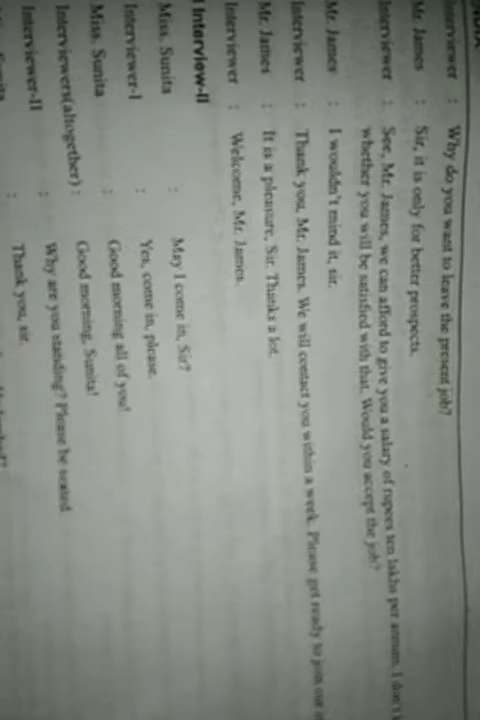 Interviewer : Why do you want to leave the present job?
Mr. James : Sir, it is only for better prospects.
Interviewer : See, Mr. James, we can afford to give you a salary of rupees ten lakhs per annum. I don't
whether you will be satisfied with that. Would you accept the job?
Mr. James : I wouldn't mind it, sir.
Interviewer : Thank you, Mr. James. We will contact you within a week. Please get ready to join our
Mr. James : It is a pleasure, Sir. Thanks a lot.
Interviewer : Welcome, Mr. James.
Interview-II
Miss. Sunita : May I come in, Sir?
Interviewer-I : Yes, come in, please.
Miss. Sunita : Good morning all of you!
Interviewers(altogether) : Good morning, Sunita!
Interviewer-II : Why are you standing? Please be seated
: Thank you, sir.